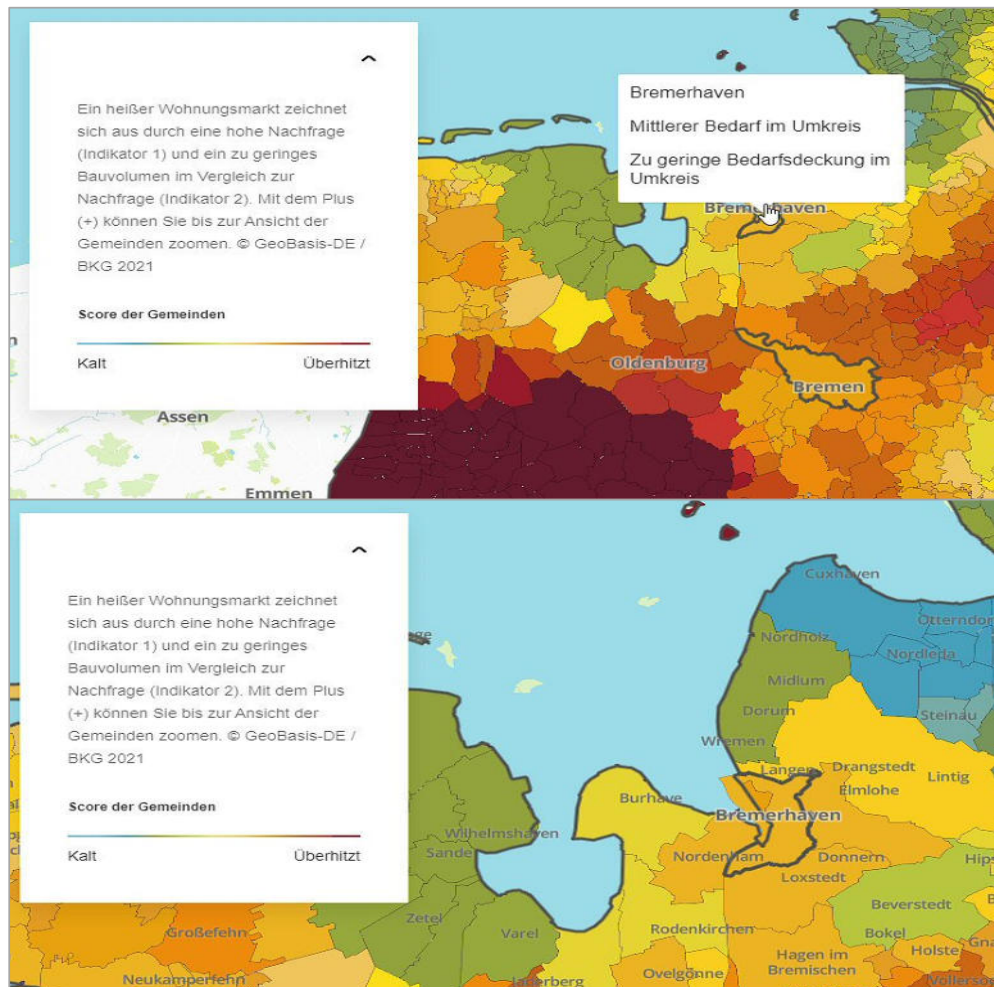 Ein heißer Wohnungsmarkt zeichnet
sich aus durch eine hohe Nachfrage
(Indikator 1) und ein zu geringes
Bauvolumen im Vergleich zur
Nachfrage (Indikator 2). Mit dem Plus
(+) können Sie bis zur Ansicht der
Gemeinden zoomen. © GeoBasis-DE /
BKG 2021
Score der Gemeinden
Kalt Überhitzt
Bremerhaven
Mittlerer Bedarf im Umkreis
Zu geringe Bedarfsdeckung im
Umkreis
Bremerhaven
Oldenburg
Bremen
Assen
Emmen
Ein heißer Wohnungsmarkt zeichnet
sich aus durch eine hohe Nachfrage
(Indikator 1) und ein zu geringes
Bauvolumen im Vergleich zur
Nachfrage (Indikator 2). Mit dem Plus
(+) können Sie bis zur Ansicht der
Gemeinden zoomen. © GeoBasis-DE /
BKG 2021
Score der Gemeinden
Kalt Überhitzt
Cuxhaven
Otterndor
Nordholz
Nordleda
Midlum
Dorum
Steinau
Wremen
Langen
Drangstedt
Lintig
Elmlohe
Burhave
Bremerhaven
Wilhelmshaven
Sande
Nordenham
Donnern
Loxstedt
Hips
Zetel
Varel
Beverstedt
Großefehn
Rodenkirchen
Bokel
Holste
Gna
Hagen im
Bremischen
Neukamperfehn
Jaderberg
Ovelgönne
Vollerso